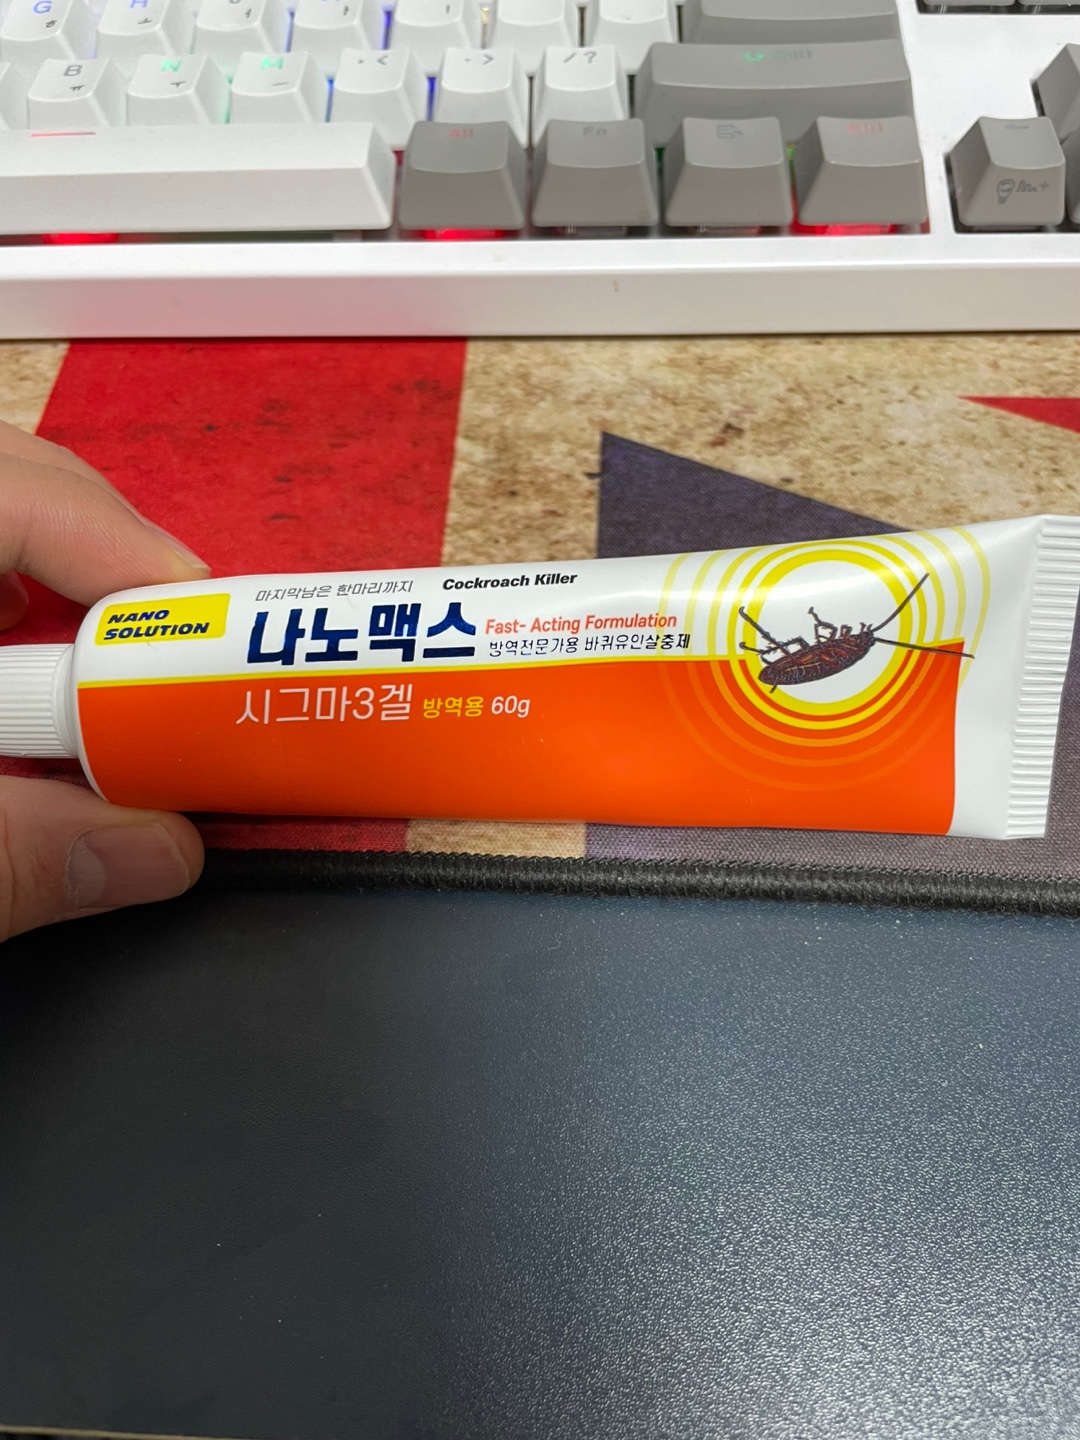 G ㅎ
H
B ㅠ
N ㅜ
M ㅡ
. <
. >
/ ?
Alt
Fn
NANO
SOLUTION
마지막남은 한마리까지
Cockroach Killer
나노맥스
Fast- Acting Formulation
방역전문가용 바퀴유인살충제
시그마3겔 방역용 60g